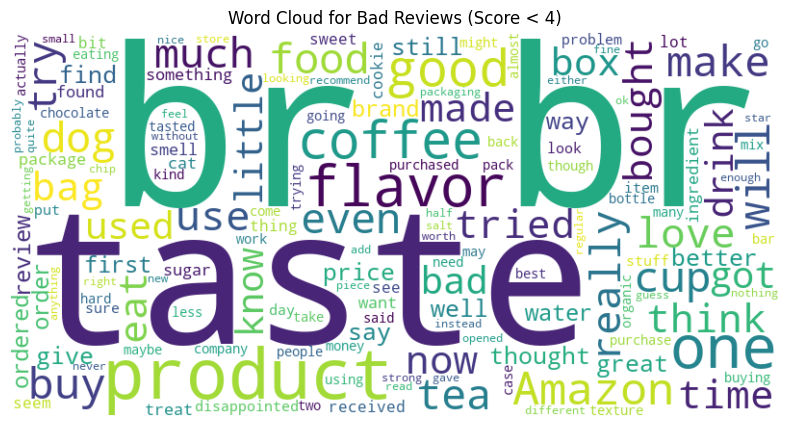 Word Cloud for Bad Reviews (Score < 4)
br br
taste
product
flavor
coffee
good
food
much
little
try
dog
bag
find
found
bit
eating
small
actually
nice
store
something
sweet
looking
recommend
cookie
still
might
almost
problem
fine
either
ok
box
lot
make
go
chocolate
probably
quite
package
chip
getting
put
tasted
feel
without
smell
cat
kind
going
brand
made
packaging
back
way
look
though
bought
star
mix
enough
drink
will
ingredient
item
bottle
many
bar
purchased
pack
trying
used
use
even
tried
come
thing
half
salt
worth
regular
love
really
review
ordered
order
anything
first
work
know
add
price
may
need
bad
best
cup
got
better
stuff
organic
guess
nothing
think
right
new
hard
sure
eat
sugar
less
day
take
piece
see
want
said
well
instead
opened
water
say
purchase
great
one
give
maybe
company
people
money
now
strong
gave
read
thought
case
buying
seem
never
buy
using
tea
Amazon
time
treat
disappointed
two
received
different
texture